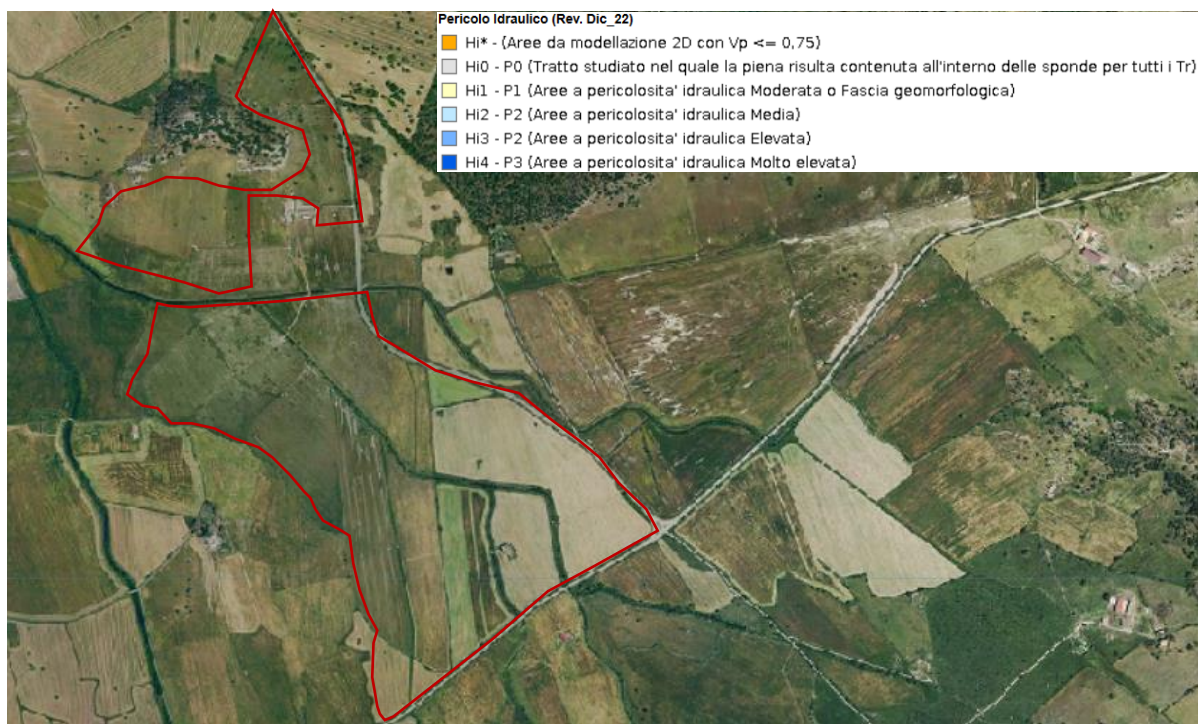 Pericolo Idraulico (Rev. Dic_22)
Hi* - (Aree da modellazione 2D con Vp <= 0,75)
Hi0 - P0 (Tratto studiato nel quale la piena risulta contenuta all'interno delle sponde per tutti i Tr)
Hi1 - P1 (Aree a pericolosita' idraulica Moderata o Fascia geomorfologica)
Hi2 - P2 (Aree a pericolosita' idraulica Media)
Hi3 - P2 (Aree a pericolosita' idraulica Elevata)
Hi4 - P3 (Aree a pericolosita' idraulica Molto elevata)